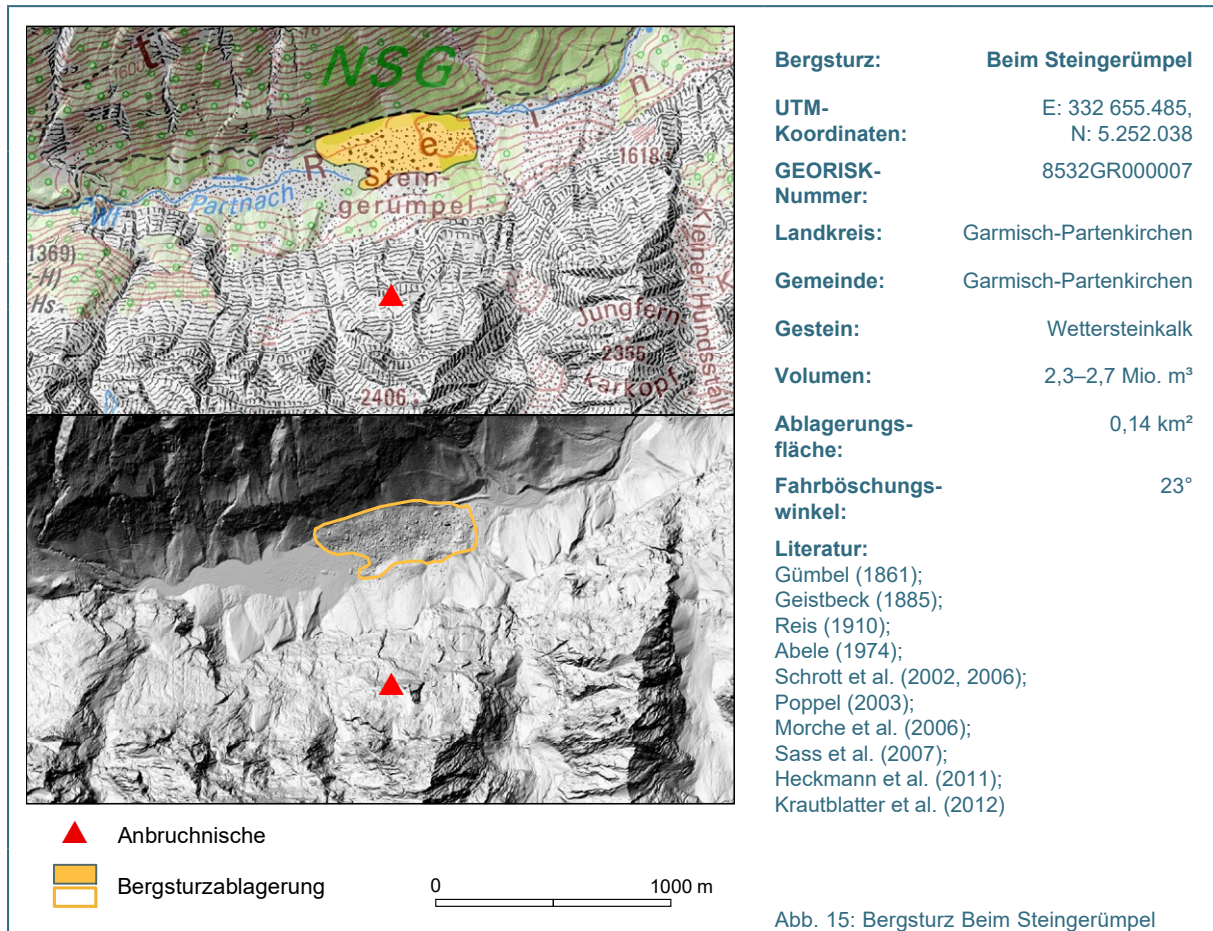 NSG
t
1600
R
e
i
n
Stein-
gerümpel
Partnach
Wf
1369)
-H)
-Hs-
1618
Kleiner Hundsstall
K
Jungfern
2355
karkopf
2406
Anbruchnische
Bergsturzablagerung
0
1000 m
Bergsturz: Beim Steingerümpel
UTM- E: 332 655.485,
Koordinaten: N: 5.252.038
GEORISK- 8532GR000007
Nummer:
Landkreis: Garmisch-Partenkirchen
Gemeinde: Garmisch-Partenkirchen
Gestein: Wettersteinkalk
Volumen: 2,3–2,7 Mio. m³
Ablagerungs- 0,14 km²
fläche:
Fahrböschungs- 23°
winkel:
Literatur:
Gümbel (1861);
Geistbeck (1885);
Reis (1910);
Abele (1974);
Schrott et al. (2002, 2006);
Poppel (2003);
Morche et al. (2006);
Sass et al. (2007);
Heckmann et al. (2011);
Krautblatter et al. (2012)
Abb. 15: Bergsturz Beim Steingerümpel